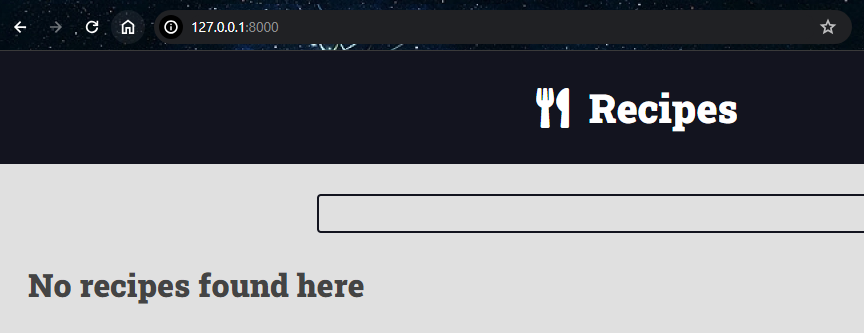 127.0.0.1:8000
Recipes
No recipes found here